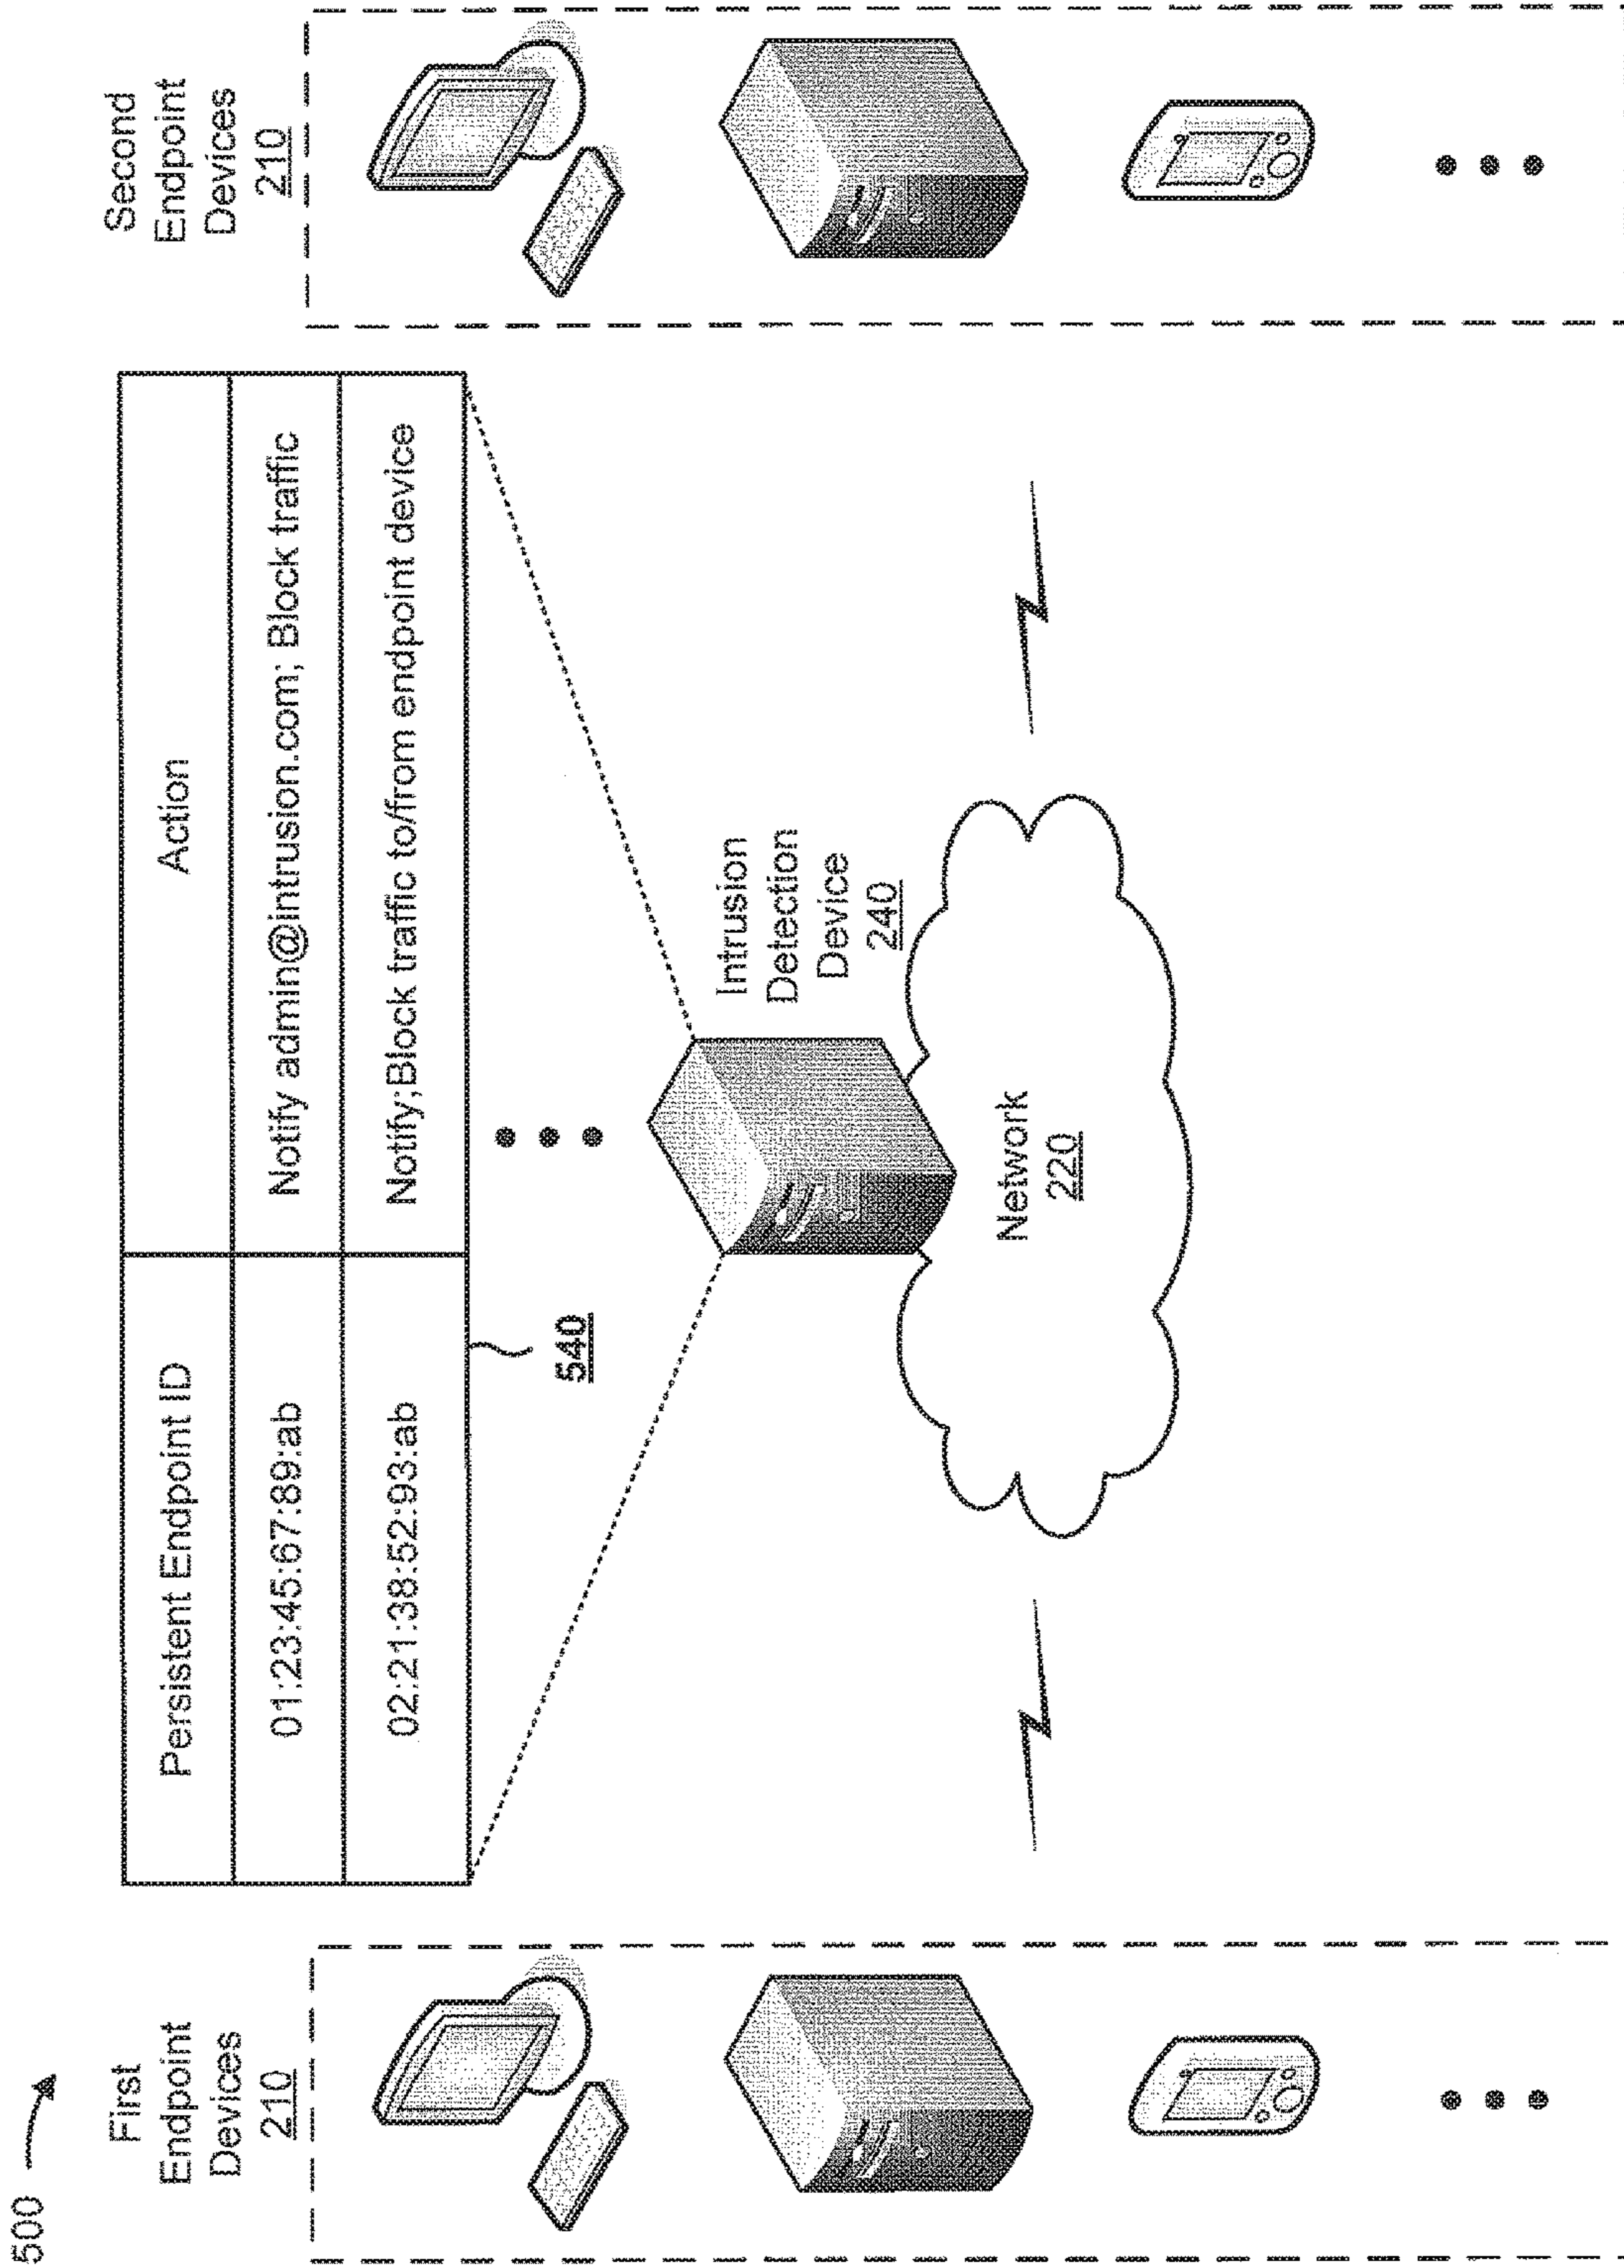 500
First
Endpoint
Devices
210
Persistent Endpoint ID
Action
01:23:45:67:89:ab
Notify admin@intrusion.com; Block traffic
02:21:38:52:93:ab
Notify;Block traffic to/from endpoint device
540
Intrusion
Detection
Device
240
Network
220
Second
Endpoint
Devices
210